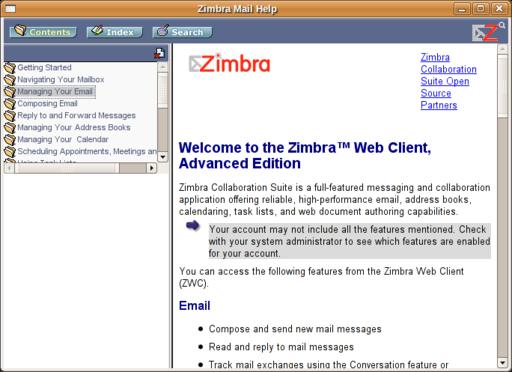 Zimbra Mail Help
Contents
Index
Search
Z
Getting Started
Navigating Your Mailbox
Managing Your Email
Composing Email
Reply to and Forward Messages
Managing Your Address Books
Managing Your Calendar
Scheduling Appointments, Meetings an
Using Task Lists
Zimbra
Zimbra
Collaboration
Suite Open
Source
Partners
Welcome to the Zimbra™ Web Client,
Advanced Edition
Zimbra Collaboration Suite is a full-featured messaging and collaboration
application offering reliable, high-performance email, address books,
calendaring, task lists, and web document authoring capabilities.
Your account may not include all the features mentioned. Check
with your system administrator to see which features are enabled
for your account.
You can access the following features from the Zimbra Web Client
(ZWC).
Email
• Compose and send new mail messages
• Read and reply to mail messages
• Track mail exchanges using the Conversation feature or